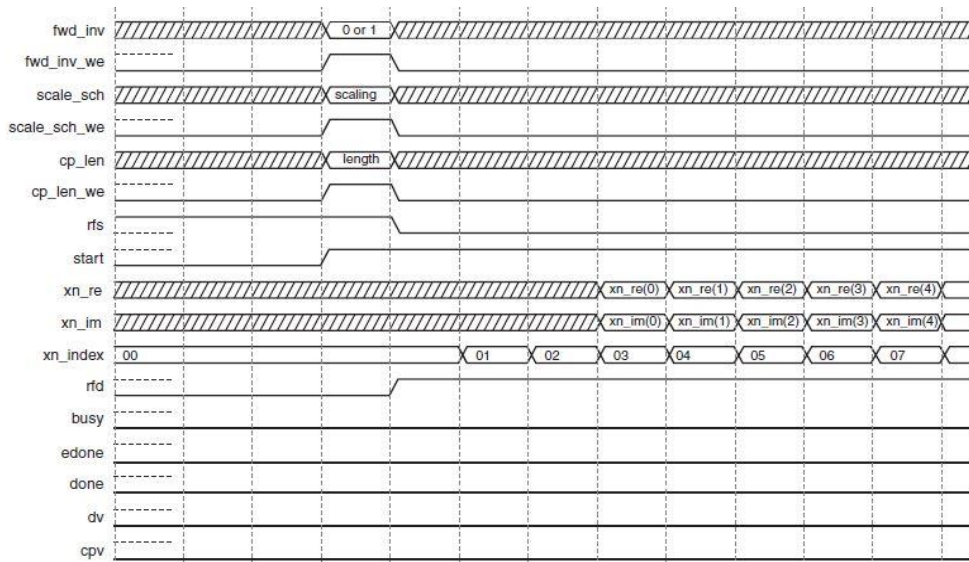 fwd_inv 0 or 1
fwd_inv_we
scale_sch scaling
scale_sch_we
cp_len length
cp_len_we
rfs
start
xn_re xn_re(0) xn_re(1) xn_re(2) xn_re(3) xn_re(4)
xn_im xn_im(0) xn_im(1) xn_im(2) xn_im(3) xn_im(4)
xn_index 00 01 02 03 04 05 06 07
rfd
busy
edone
done
dv
cpv